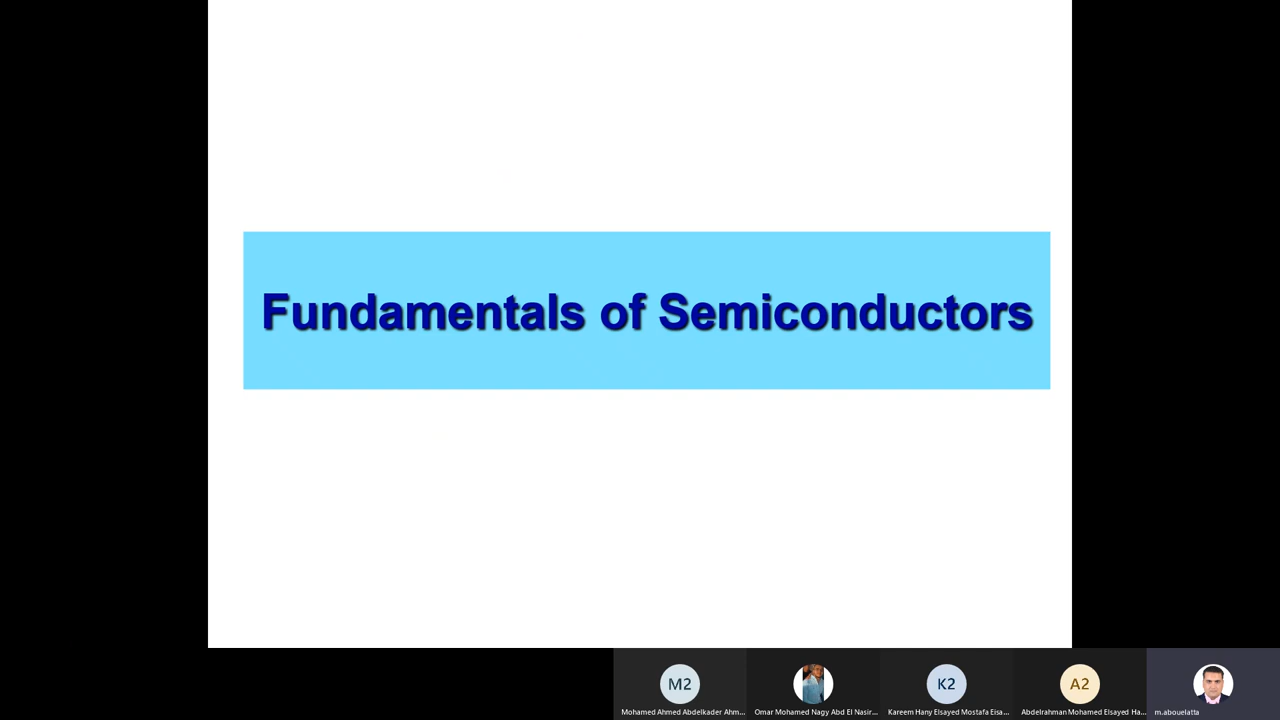 Fundamentals of Semiconductors
M2
K2
A2
Mohamed Ahmed Abdelkader Ahm...
Omar Mohamed Nagy Abd El Nasir...
Kareem Hany Elsayed Mostafa Eisa...
Abdelrahman Mohamed Elsayed Ha...
m.abouelatta